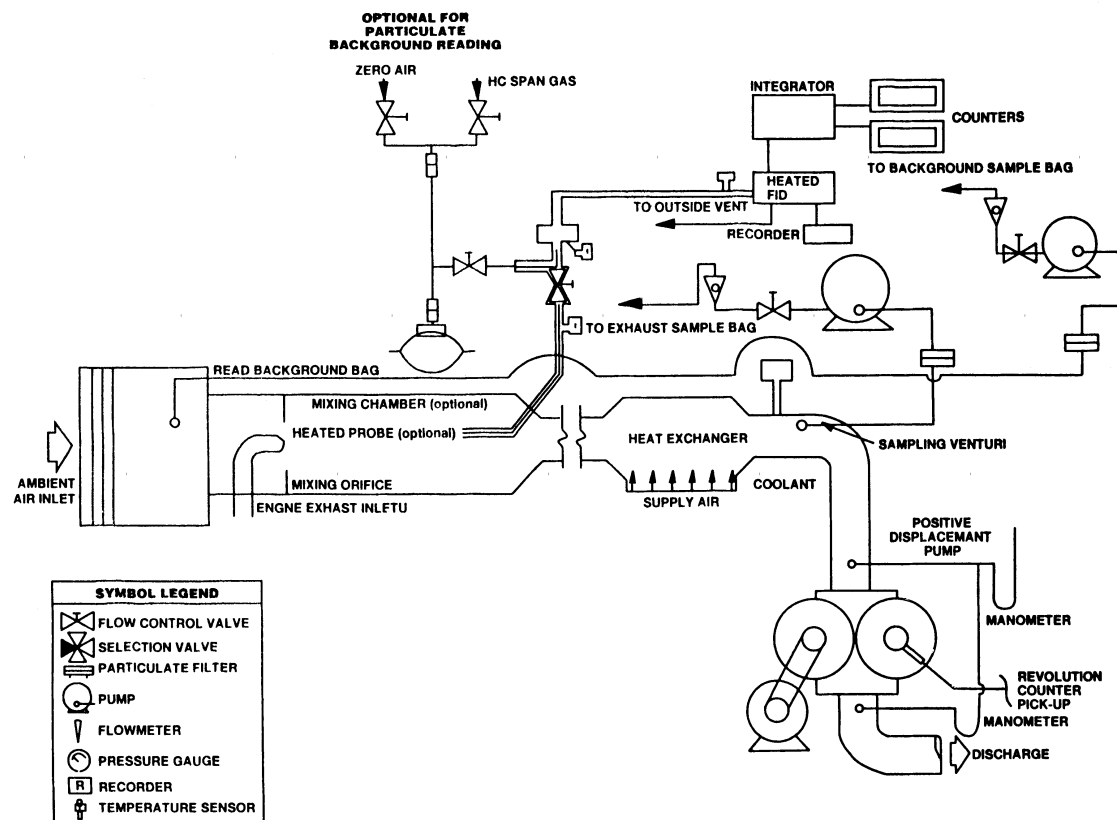 OPTIONAL FOR
PARTICULATE
BACKGROUND READING
ZERO AIR
HC SPAN GAS
INTEGRATOR
COUNTERS
TO BACKGROUND SAMPLE BAG
HEATED
FID
TO OUTSIDE VENT
RECORDER
TO EXHAUST SAMPLE BAG
READ BACKGROUND BAG
MIXING CHAMBER (optional)
HEATED PROBE (optional)
HEAT EXCHANGER
SAMPLING VENTURI
AMBIENT
AIR INLET
MIXING ORIFICE
COOLANT
SUPPLY AIR
ENGNE EXHAST INLETU
POSITIVE
DISPLACEMANT
PUMP
MANOMETER
REVOLUTION
COUNTER
PICK-UP
MANOMETER
DISCHARGE
SYMBOL LEGEND
FLOW CONTROL VALVE
SELECTION VALVE
PARTICULATE FILTER
PUMP
FLOWMETER
PRESSURE GAUGE
R RECORDER
TEMPERATURE SENSOR